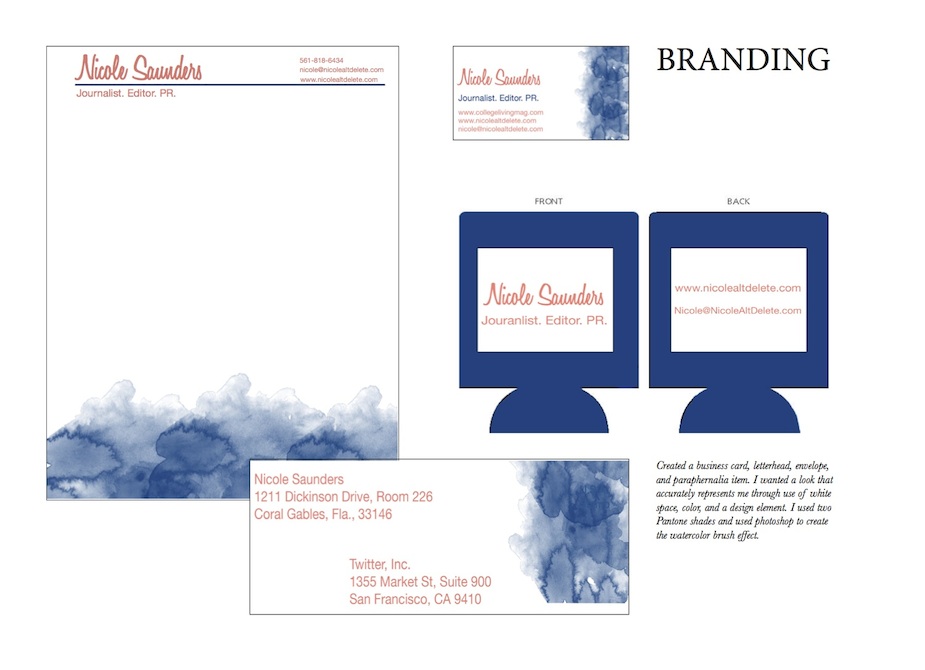 Nicole Saunders
Journalist. Editor. PR.
561-818-6434
nicole@nicolealtdelete.com
www.nicolealtdelete.com
Nicole Saunders
Journalist. Editor. PR.
www.collegelivingmag.com
www.nicolealtdelete.com
nicole@nicolealtdelete.com
BRANDING
FRONT
Nicole Saunders
Jouranlist. Editor. PR.
BACK
www.nicolealtdelete.com
Nicole@NicoleAltDelete.com
Nicole Saunders
1211 Dickinson Drive, Room 226
Coral Gables, Fla., 33146
Twitter, Inc.
1355 Market St, Suite 900
San Francisco, CA 9410
Created a business card, letterhead, envelope,
and paraphernalia item. I wanted a look that
accurately represents me through use of white
space, color, and a design element. I used two
Pantone shades and used photoshop to create
the watercolor brush effect.